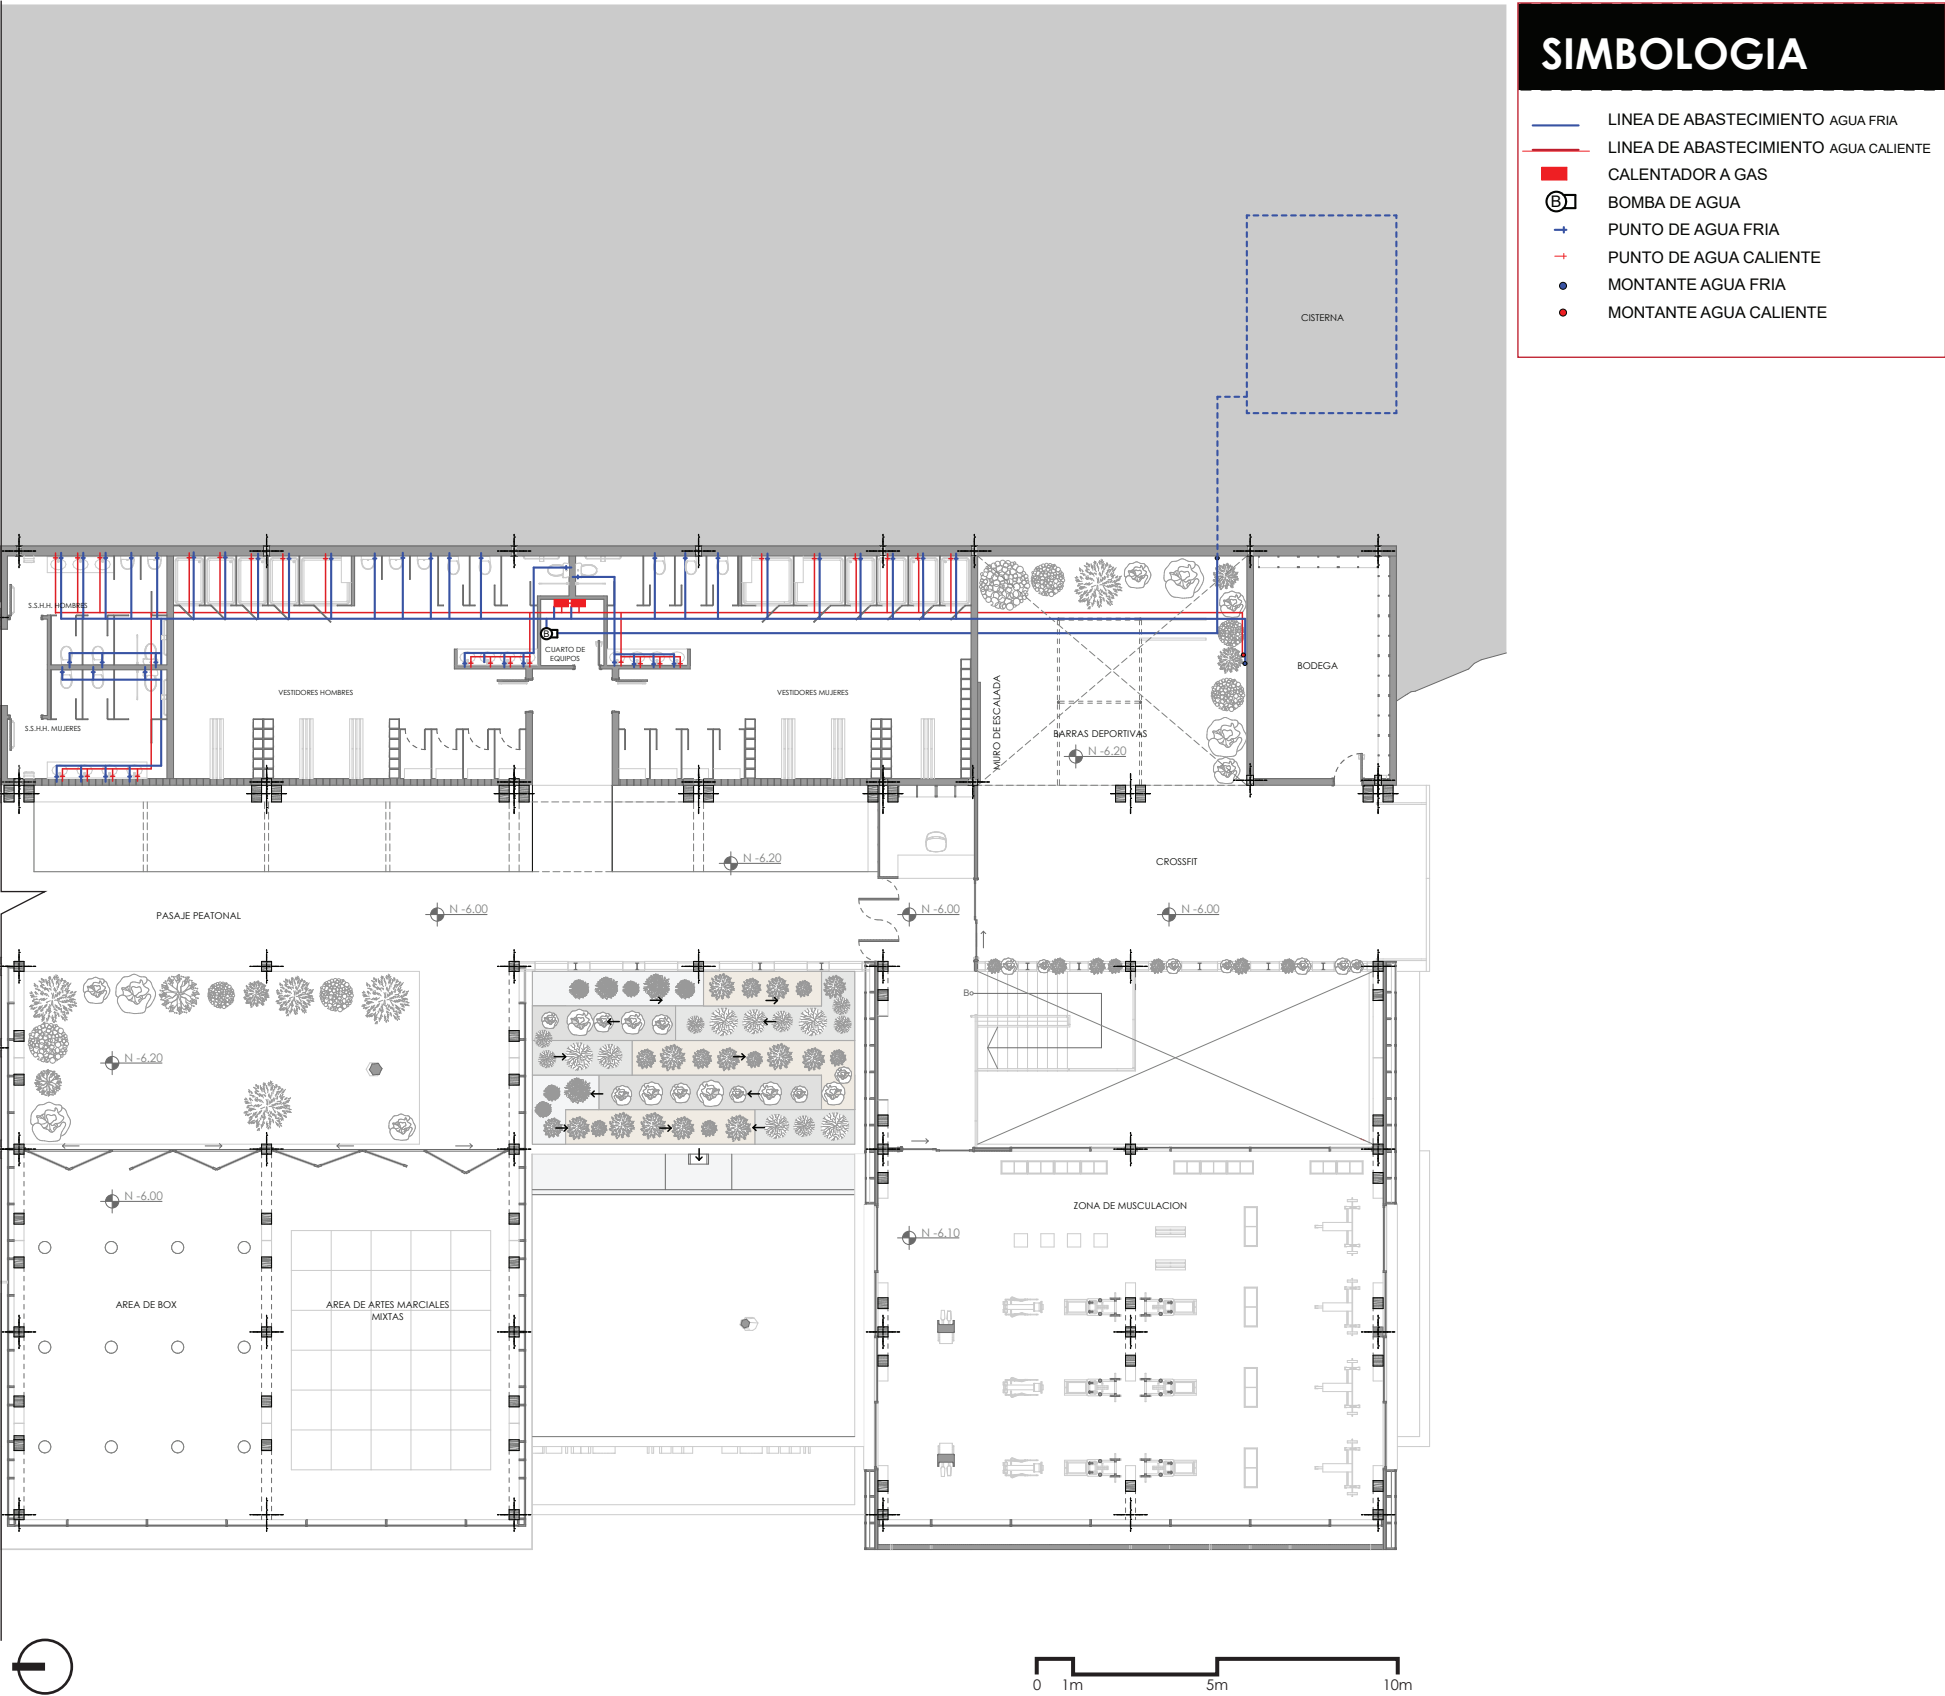 SIMBOLOGIA
LINEA DE ABASTECIMIENTO AGUA FRIA
LINEA DE ABASTECIMIENTO AGUA CALIENTE
CALENTADOR A GAS
B
BOMBA DE AGUA
PUNTO DE AGUA FRIA
PUNTO DE AGUA CALIENTE
MONTANTE AGUA FRIA
MONTANTE AGUA CALIENTE
CISTERNA
S.S.H.H. HOMBRES
B
CUARTO DE
EQUIPOS
BODEGA
VESTIDORES HOMBRES
VESTIDORES MUJERES
MURO DE ESCALADA
S.S.H.H. MUJERES
BARRAS DEPORTIVAS
N -6.20
N -6.20
CROSSFIT
PASAJE PEATONAL
N -6.00
N -6.00
N -6.00
B
N -6.20
N -6.00
ZONA DE MUSCULACION
N -6.10
AREA DE BOX
AREA DE ARTES MARCIALES
MIXTAS
0 1m 5m 10m